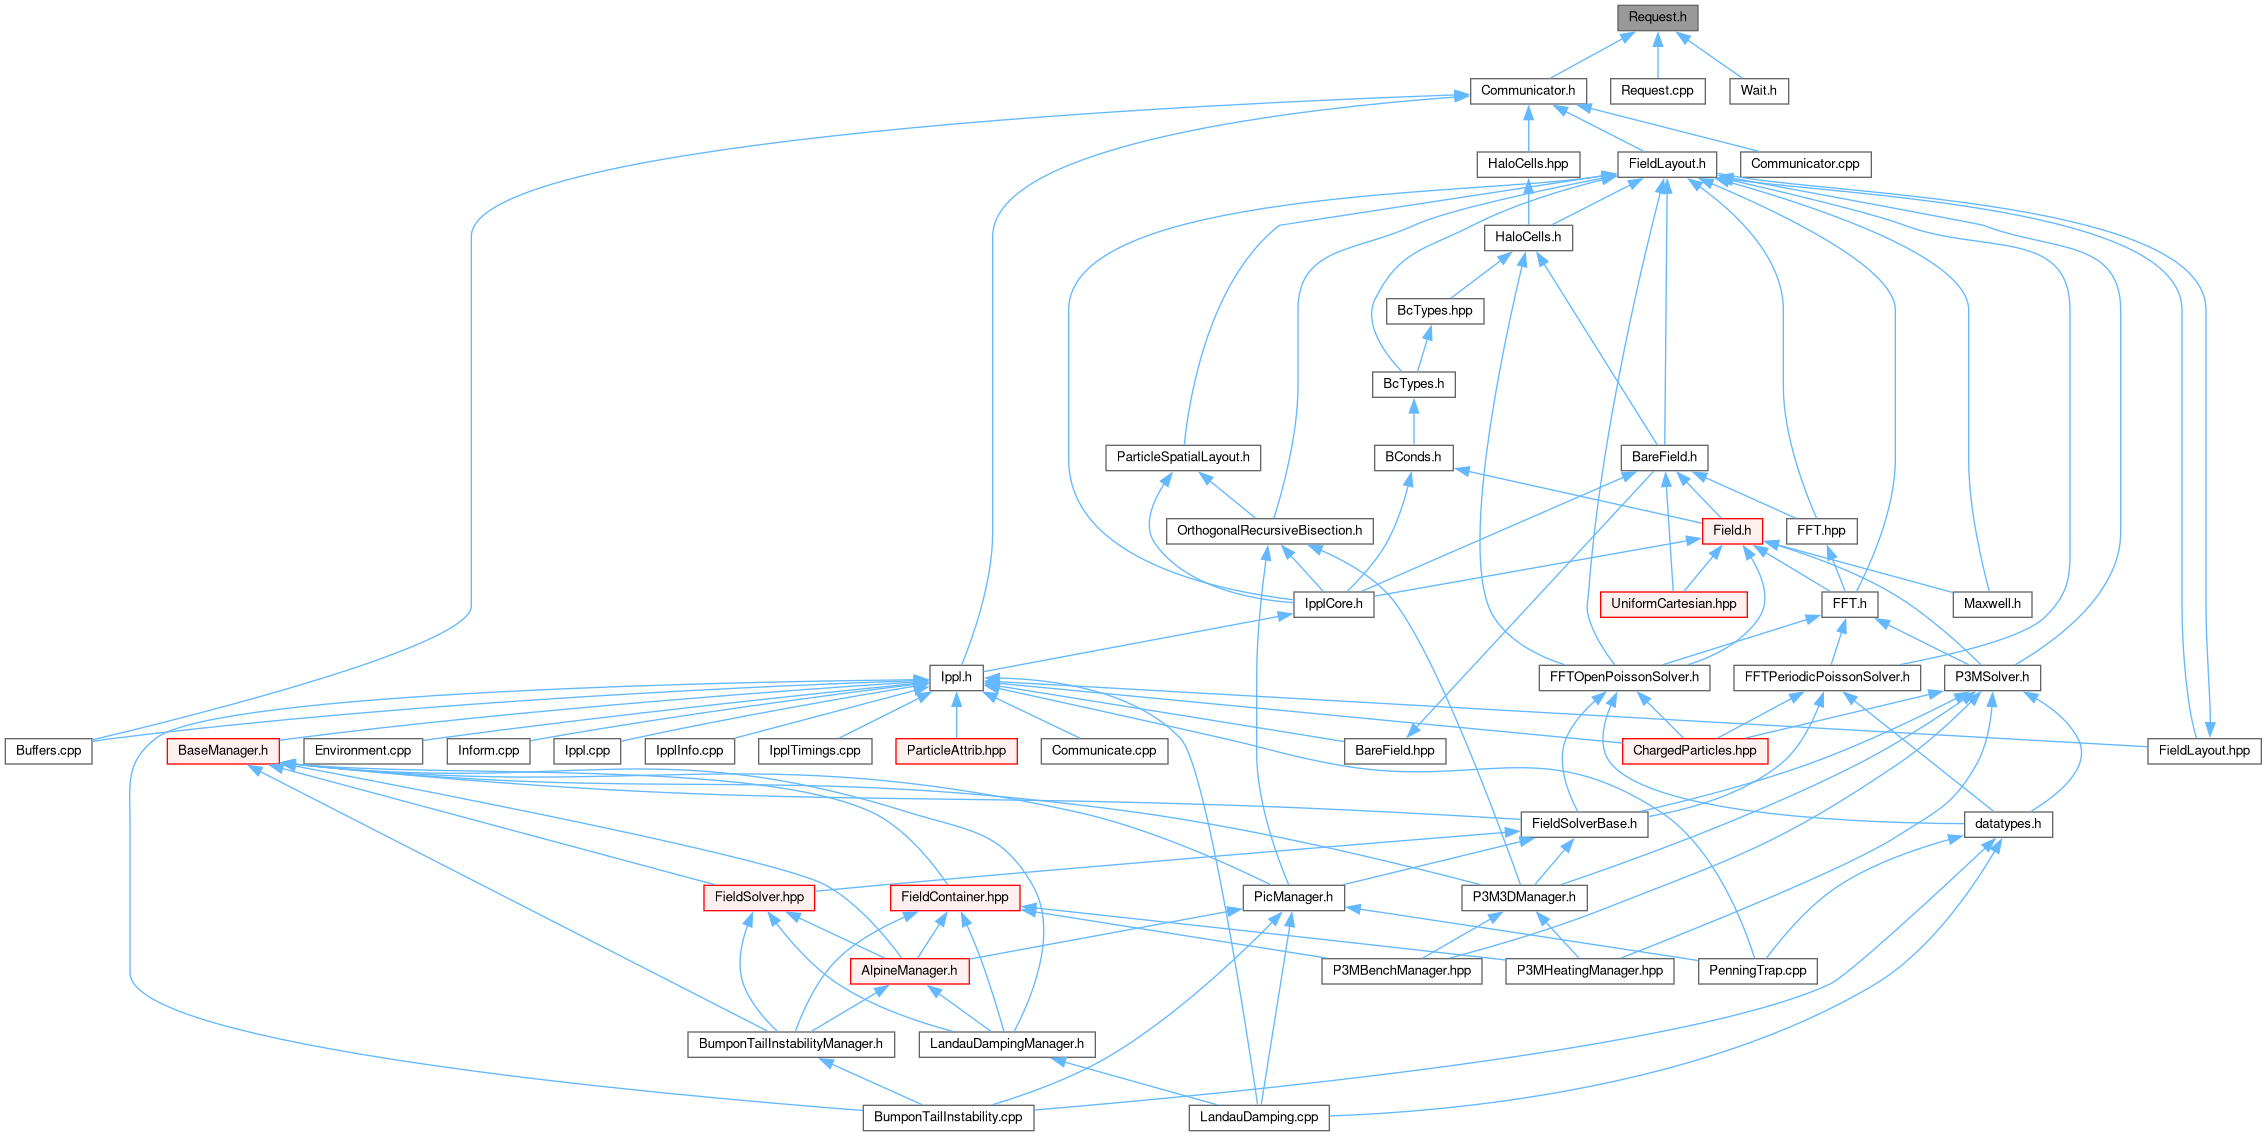 Request.h
Communicator.h
Request.cpp
Wait.h
HaloCells.hpp
FieldLayout.h
Communicator.cpp
HaloCells.h
BcTypes.hpp
BcTypes.h
ParticleSpatialLayout.h
BConds.h
BareField.h
OrthogonalRecursiveBisection.h
Field.h
FFT.hpp
IpplCore.h
UniformCartesian.hpp
FFT.h
Maxwell.h
Ippl.h
FFTOpenPoissonSolver.h
FFTPeriodicPoissonSolver.h
P3MSolver.h
Buffers.cpp
BaseManager.h
Environment.cpp
Inform.cpp
Ippl.cpp
IpplInfo.cpp
IpplTimings.cpp
ParticleAttrib.hpp
Communicate.cpp
BareField.hpp
ChargedParticles.hpp
FieldLayout.hpp
FieldSolverBase.h
datatypes.h
FieldSolver.hpp
FieldContainer.hpp
PicManager.h
P3M3DManager.h
AlpineManager.h
P3MBenchManager.hpp
P3MHeatingManager.hpp
PenningTrap.cpp
BumponTailInstabilityManager.h
LandauDampingManager.h
BumponTailInstability.cpp
LandauDamping.cpp